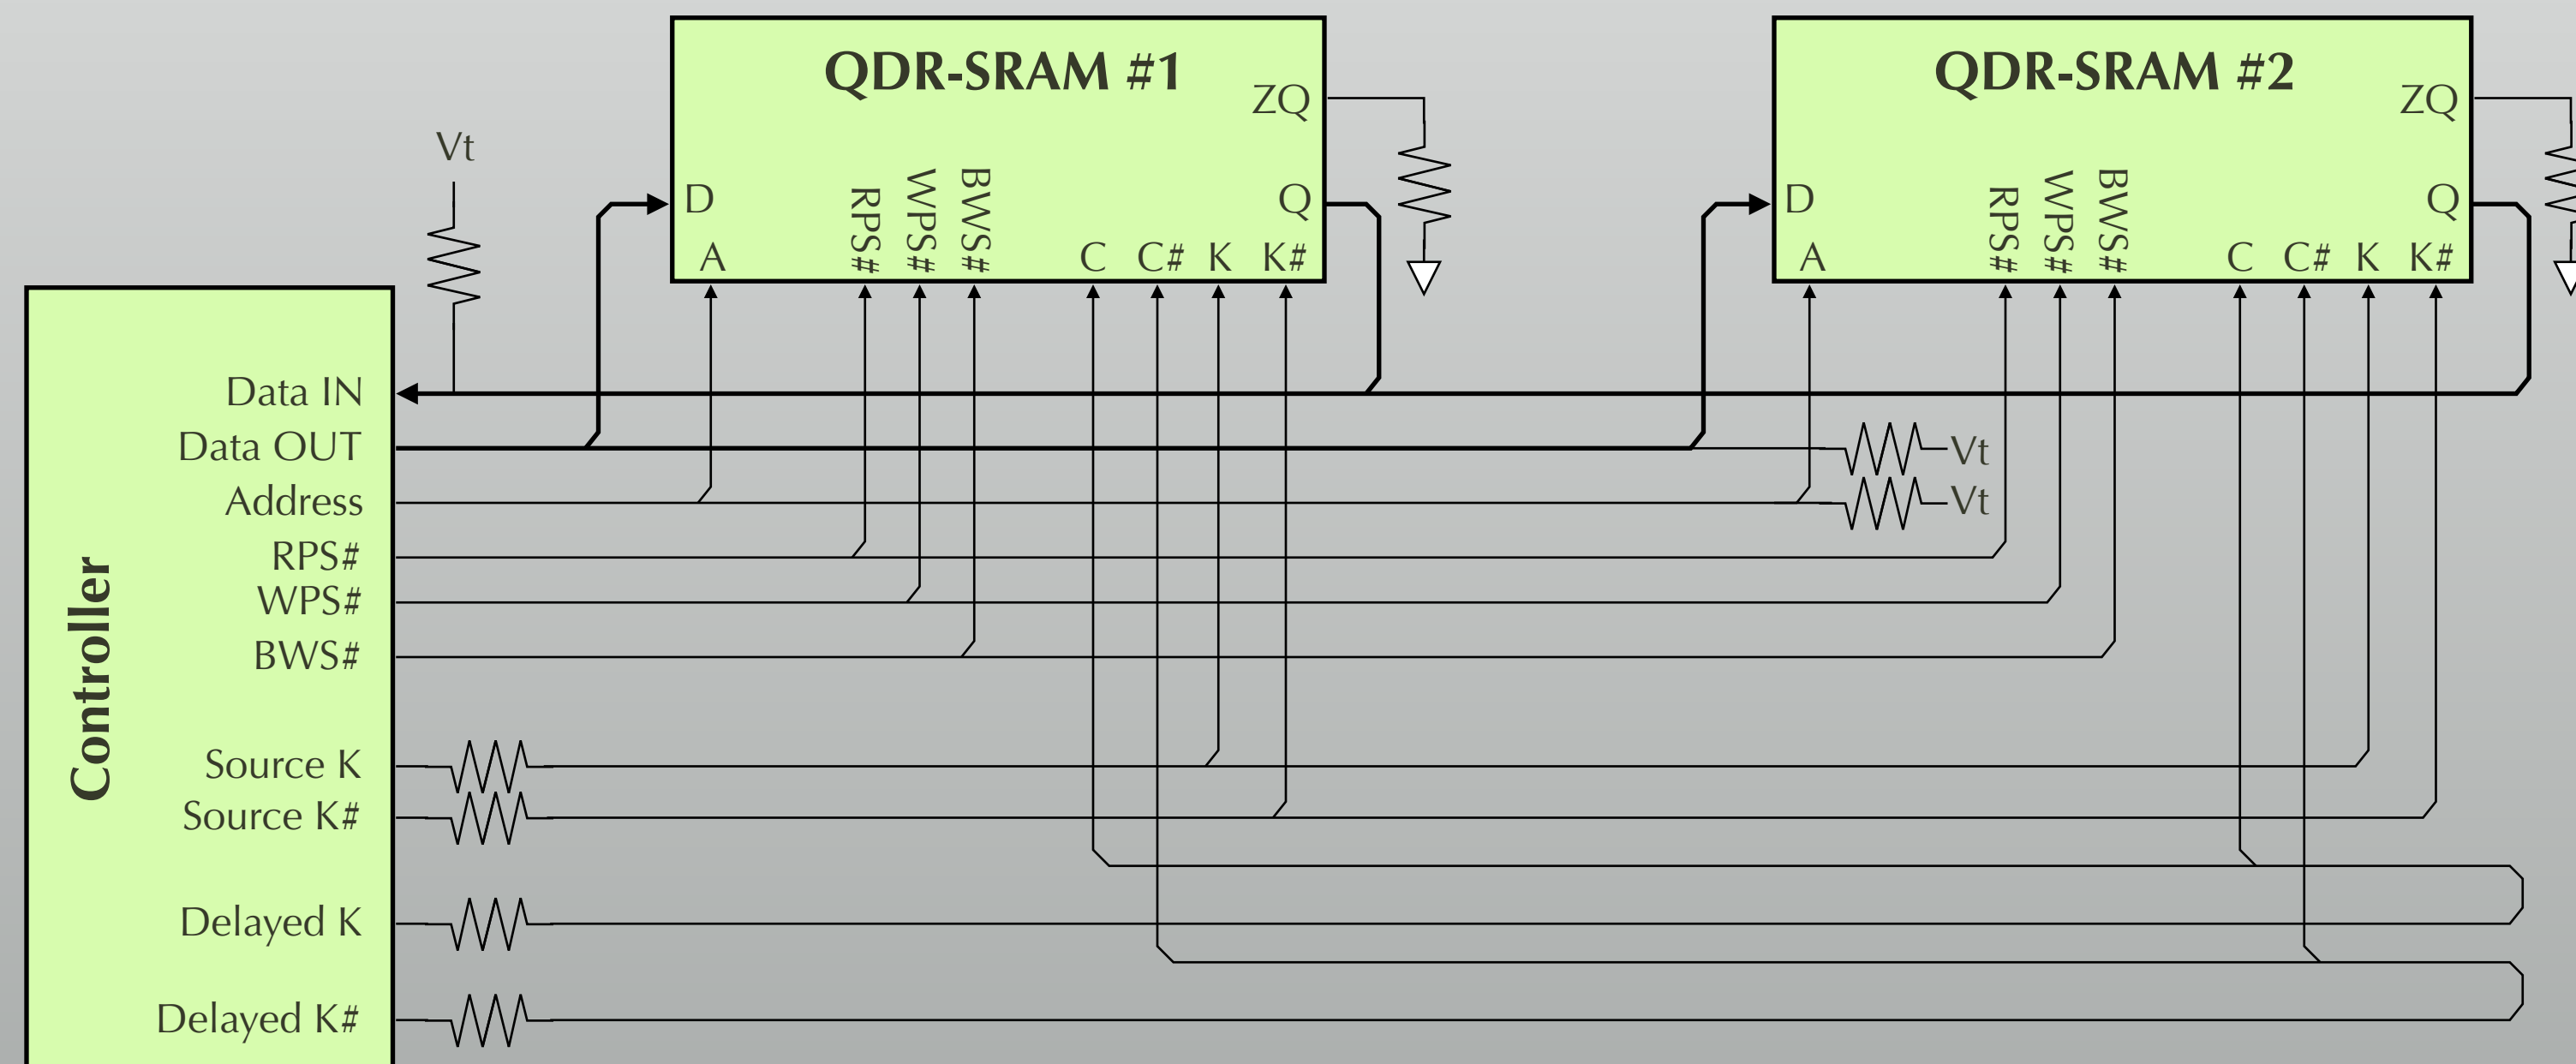 QDR-SRAM #1
ZQ
D
RPS#
WPS#
BWS#
Q
A
C
C#
K
K#
QDR-SRAM #2
ZQ
D
RPS#
WPS#
BWS#
Q
A
C
C#
K
K#
Vt
Controller
Data IN
Data OUT
Vt
Address
Vt
RPS#
WPS#
BWS#
Source K
Source K#
Delayed K
Delayed K#